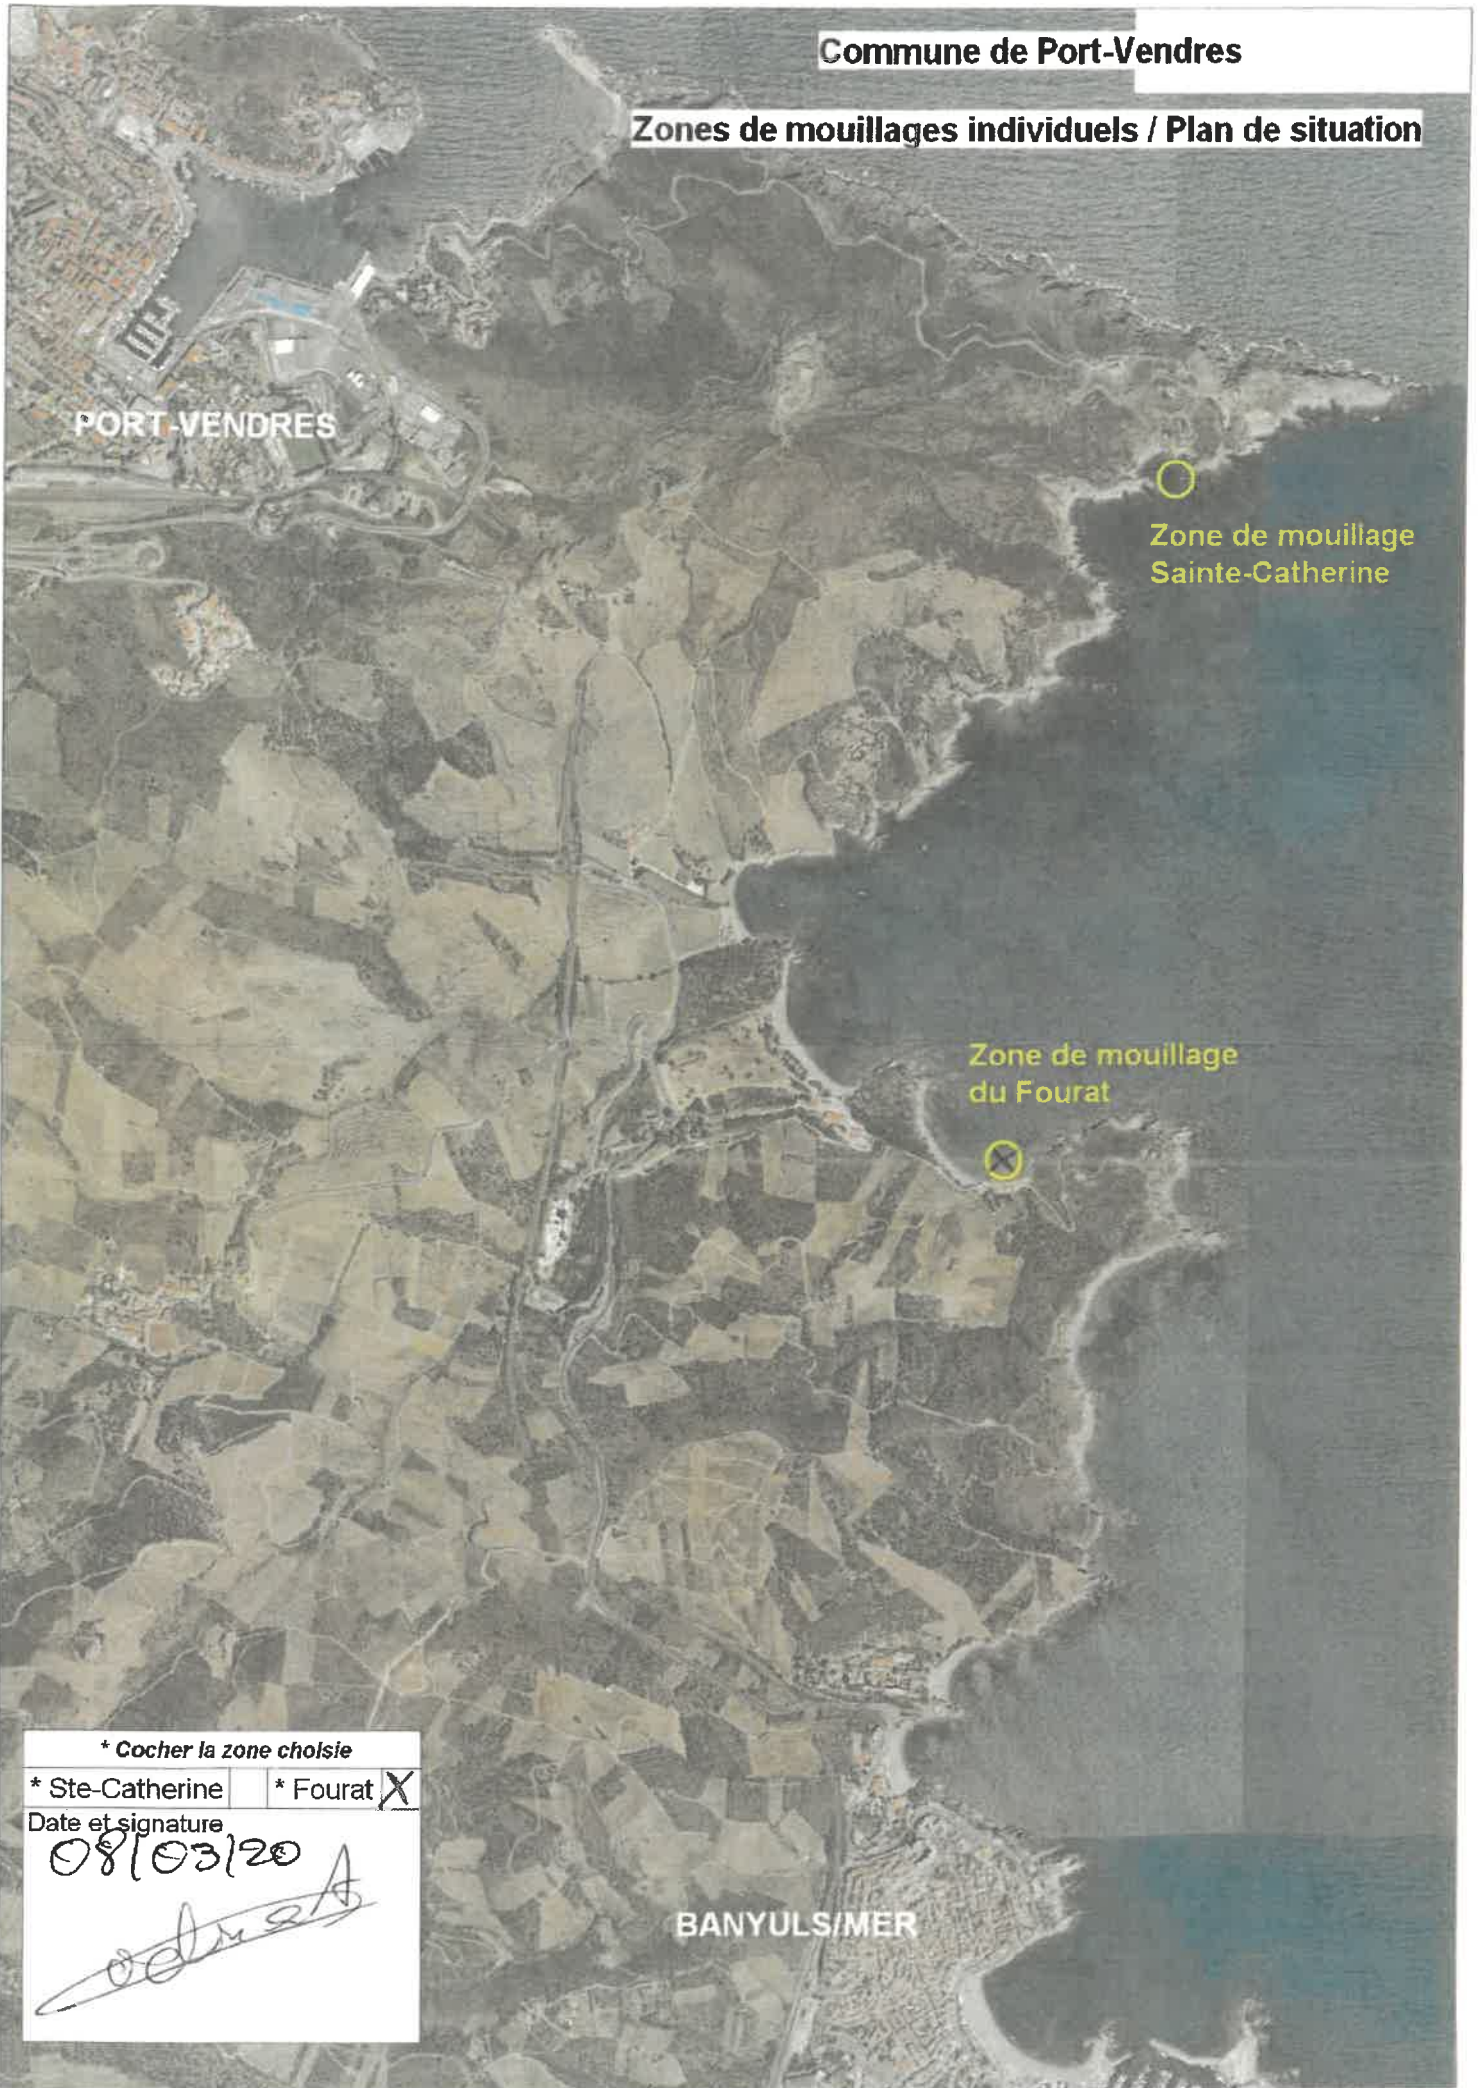 Commune de Port-Vendres
Zones de mouillages individuels / Plan de situation
PORT-VENDRES
Zone de mouillage
Sainte-Catherine
Zone de mouillage
du Fourat
* Cocher la zone choisie
* Ste-Catherine * Fourat X
Date et signature
08/03/20
BANYULS/MER